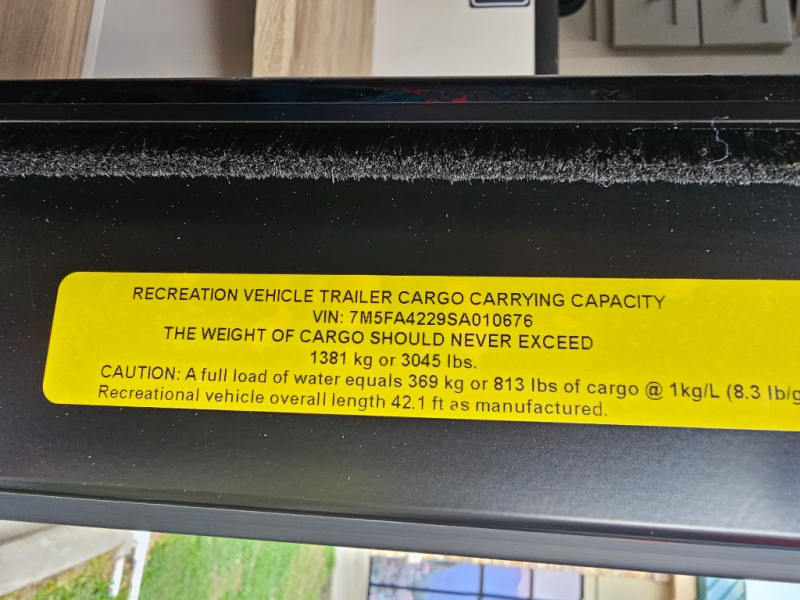 RECREATION VEHICLE TRAILER CARGO CARRYING CAPACITY
VIN: 7M5FA4229SA010676
THE WEIGHT OF CARGO SHOULD NEVER EXCEED
1381 kg or 3045 lbs.
CAUTION: A full load of water equals 369 kg or 813 lbs of cargo @ 1kg/L (8.3 lb/g
Recreational vehicle overall length 42.1 ft as manufactured.